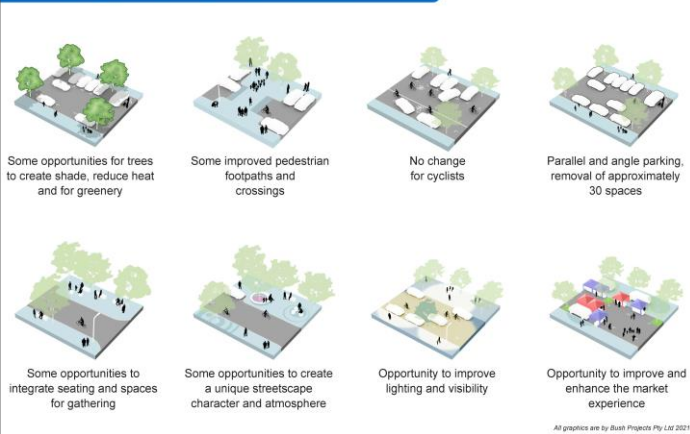 Some opportunities for trees
to create shade, reduce heat
and for greenery
Some improved pedestrian
footpaths and
crossings
No change
for cyclists
Parallel and angle parking,
removal of approximately
30 spaces
Some opportunities to
integrate seating and spaces
for gathering
Some opportunities to create
a unique streetscape
character and atmosphere
Opportunity to improve
lighting and visibility
Opportunity to improve and
enhance the market
experience
All graphics are by Bush Projects Pty Ltd 2021